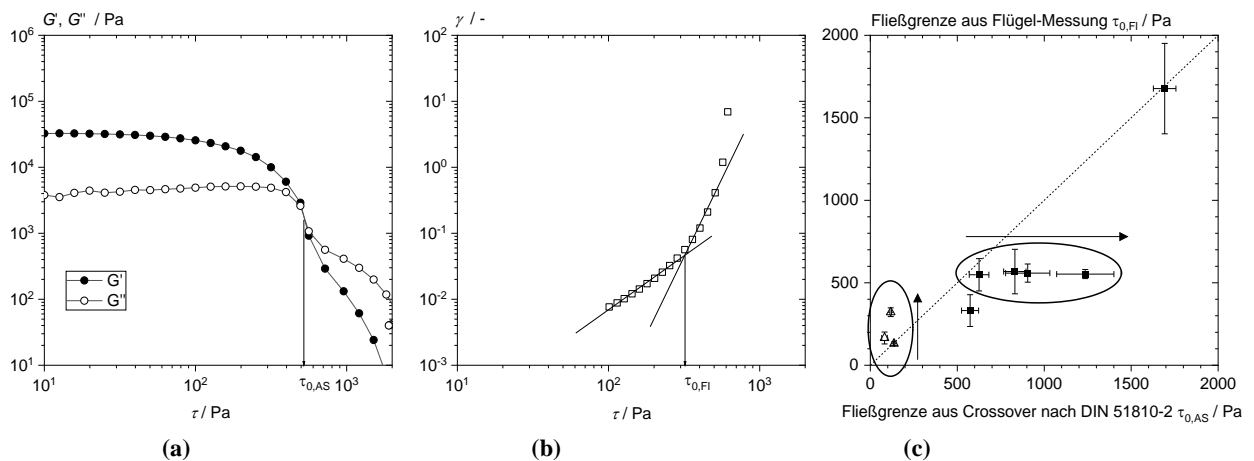 G', G'' / Pa
10^6
10^5
10^4
10^3
10^2
10^1
10^1
10^2
10^3
τ_0,AS
τ / Pa
G'
G''
(a)
γ / -
10^2
10^1
10^0
10^-1
10^-2
10^-3
10^1
10^2
10^3
τ_0,Fl
τ / Pa
(b)
Fließgrenze aus Flügel-Messung τ_0,Fl / Pa
2000
1500
1000
500
0
0
500
1000
1500
2000
Fließgrenze aus Crossover nach DIN 51810-2 τ_0,AS / Pa
(c)